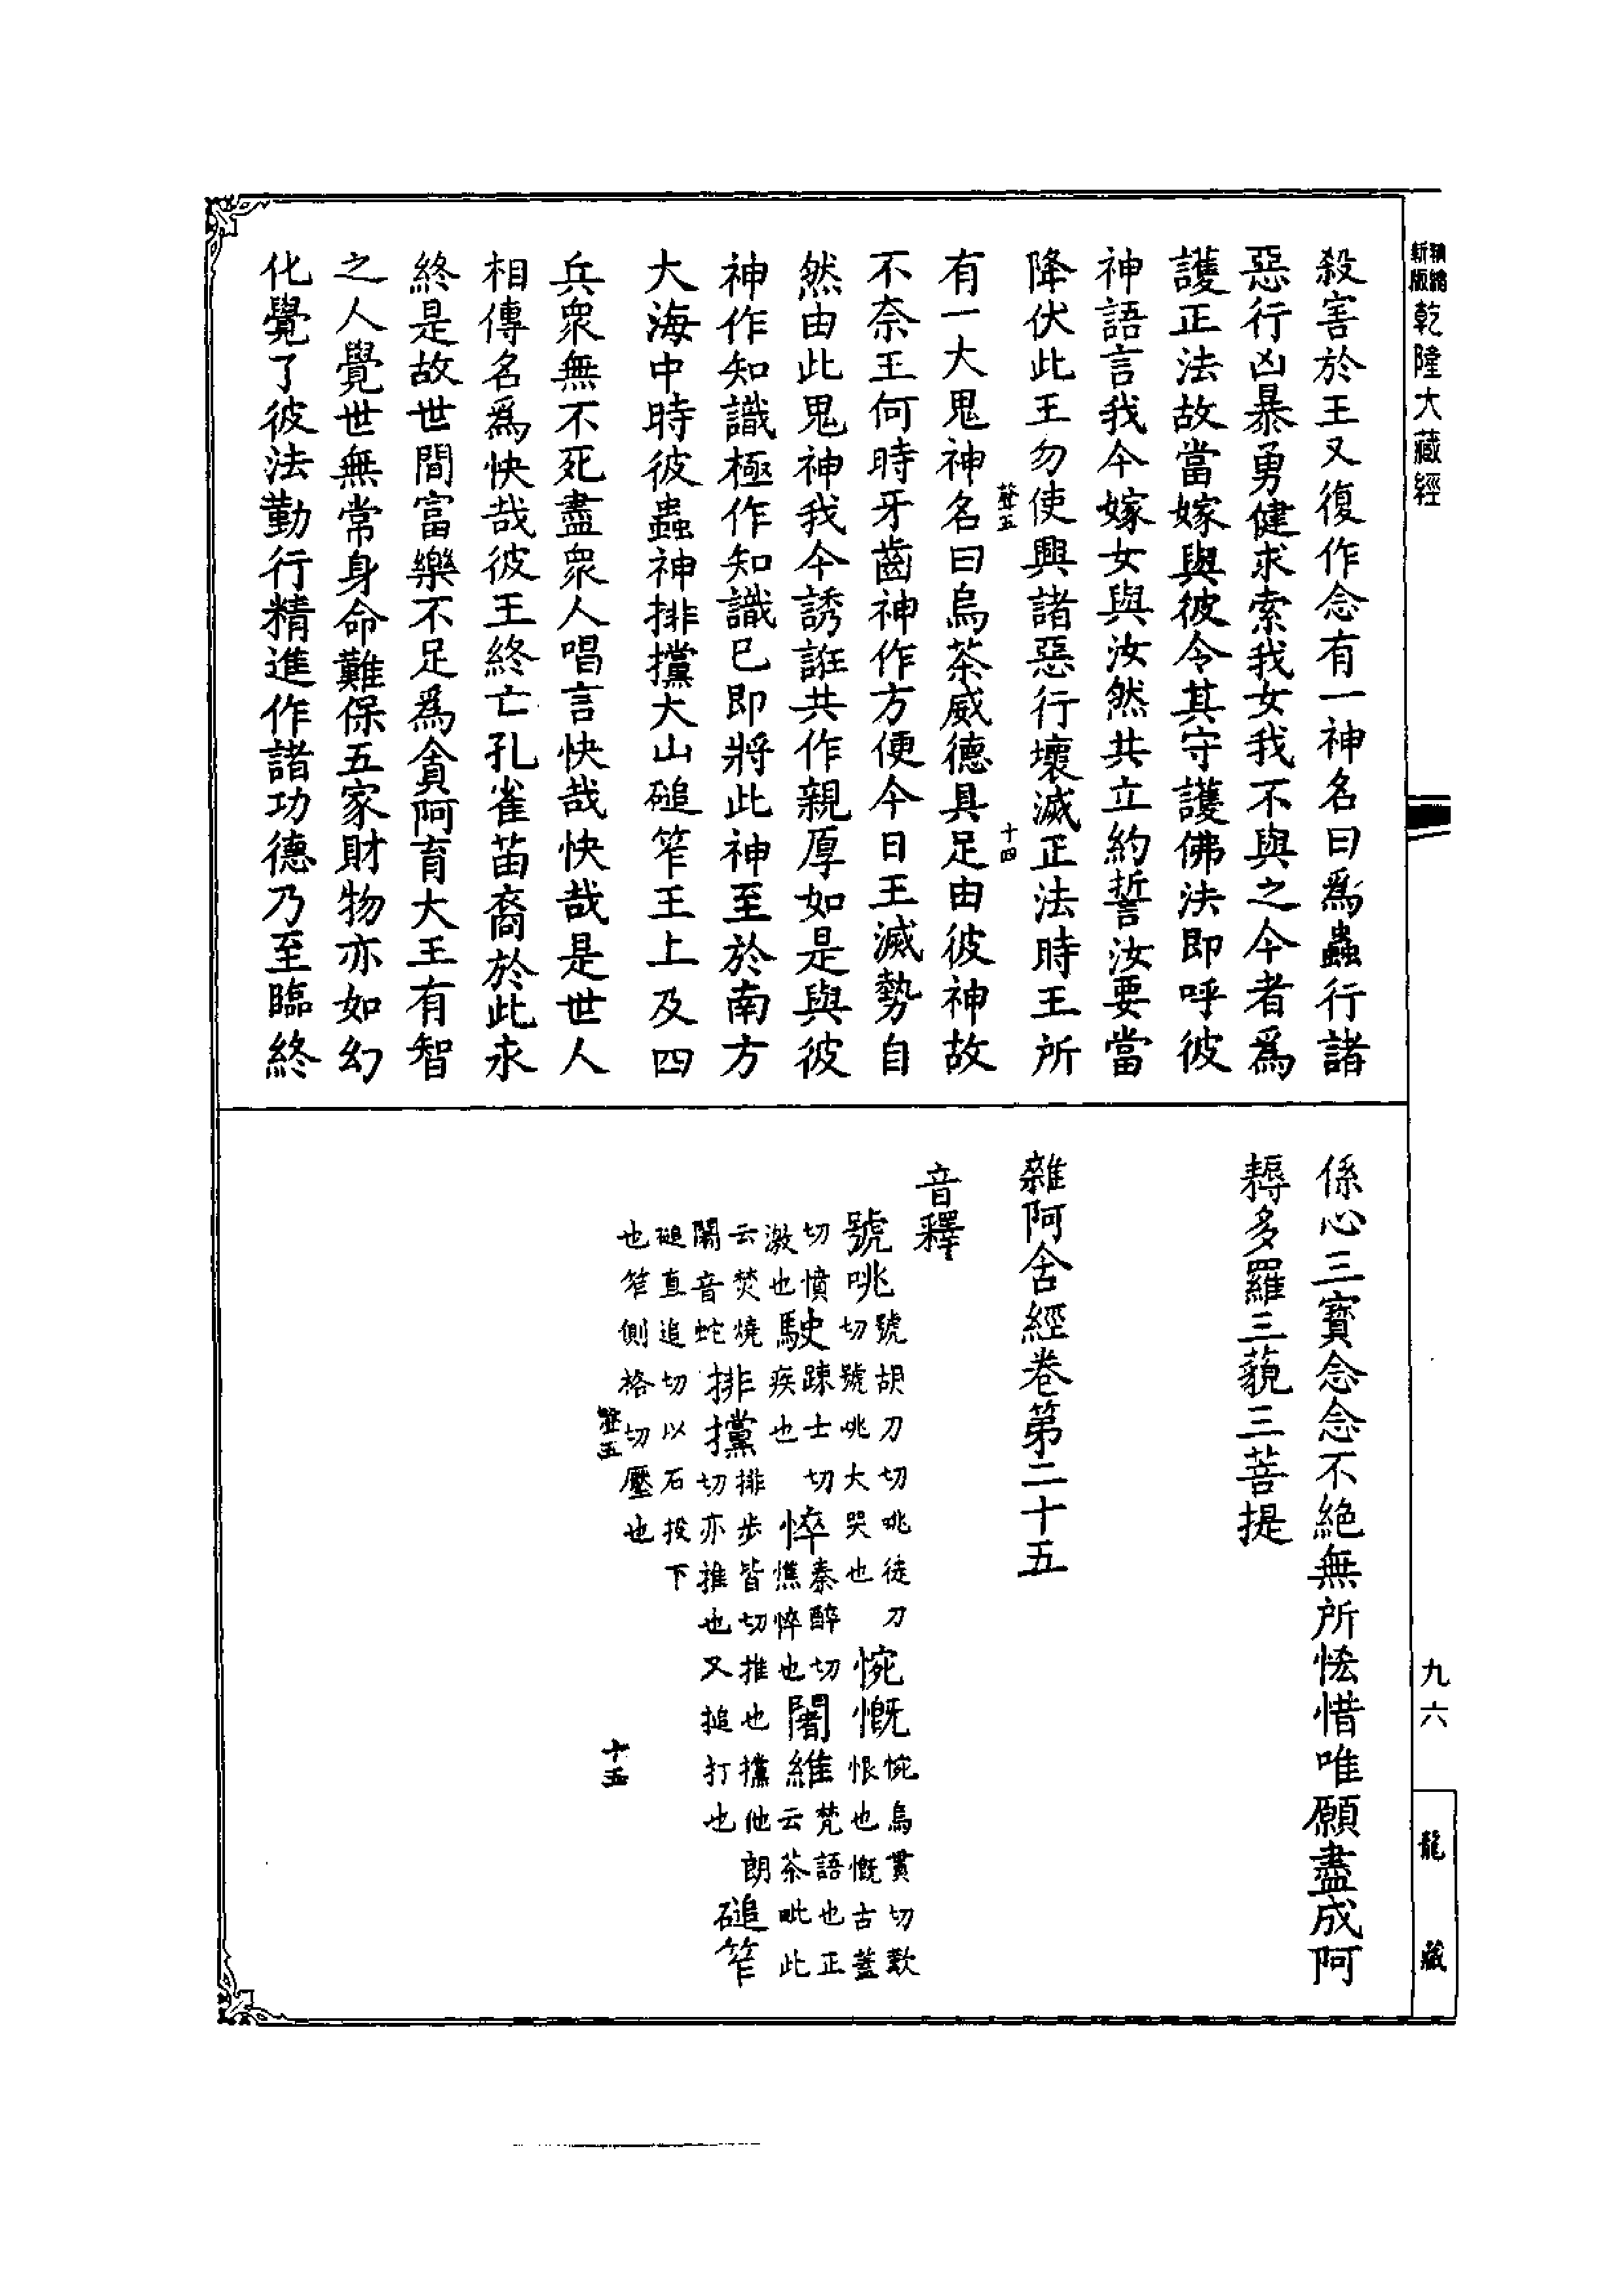 新版
精縮
乾隆大藏經
殺害於王又復作念有一神名曰為蟲行諸
惡行凶暴勇健求索我女我不與之今者為
護正法故當嫁與彼令其守護佛法即呼彼
神語言我今嫁女與汝然共立約誓汝要當
降伏此王勿使興諸惡行壞滅正法時王所
十四
有一大鬼神名曰烏茶威德具足由彼神故
不奈王何時牙齒神作方便今日王滅勢自
然由此鬼神我今誘誑共作親厚如是與彼
神作知識極作知識已即將此神至於南方
大海中時彼蟲神排攩大山磓笮王上及四
兵眾無不死盡眾人唱言快哉快哉是世人
相傳名為快哉彼王終亡孔雀苗裔於此永
終是故世間富樂不足為貪阿育大王有智
之人覺世無常身命難保五家財物亦如幻
化覺了彼法勤行精進作諸功德乃至臨終
係心三寶念念不絕無所恡惜唯願盡成阿
耨多羅三藐三菩提
雜阿含經卷第二十五
音釋
號咷號胡刀切咷徒刀切號咷大哭也惋慨惋烏貫切歎恨也慨古蓋
切憤激也駛踈士切疾也悴秦醉切憔悴也闍維梵語也正云茶毗此
云焚燒闍音蛇排攩排步皆切推也攩他朗切亦推也又搥打也磓笮
磓直追切以石投下也笮側格切壓也
十五
九六
龍藏